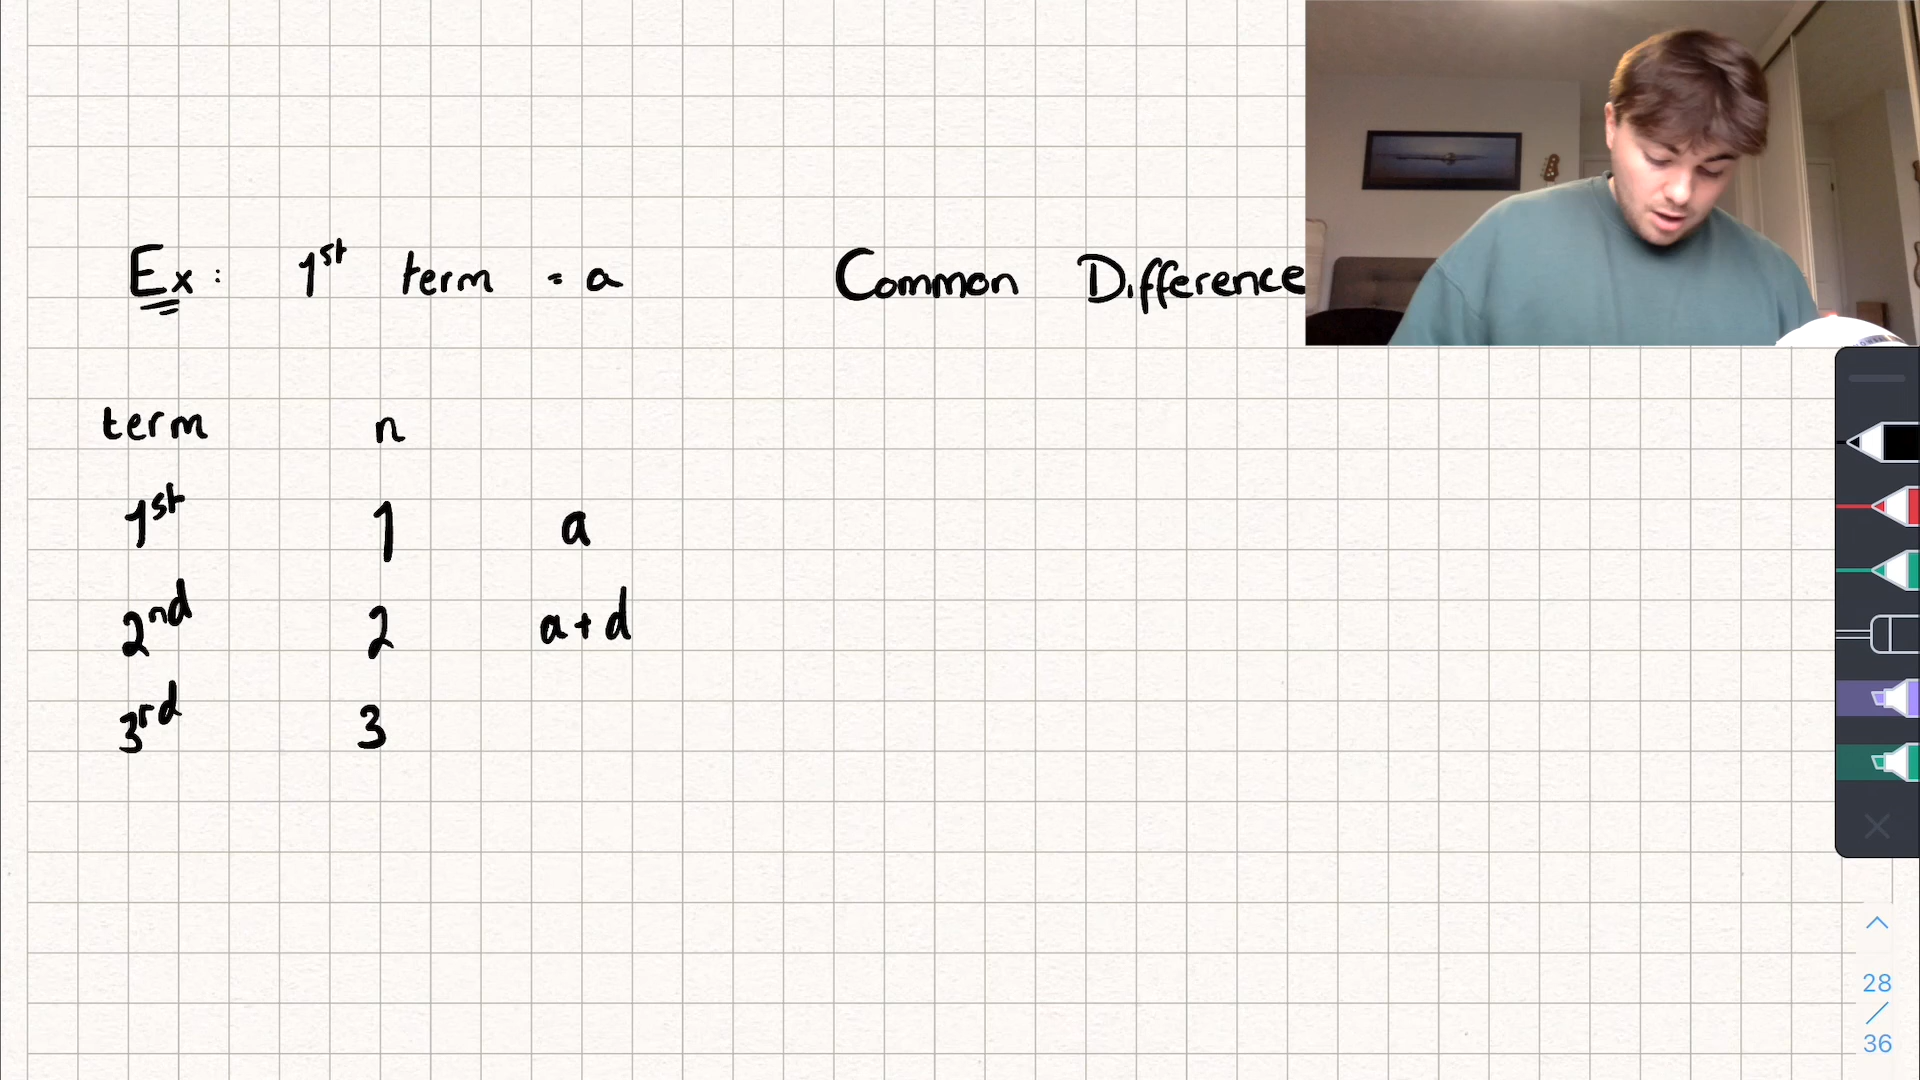 Ex: 1st term = a Common Difference
term n
1st 1 a
2nd 2 a + d
3rd 3
28
/
36